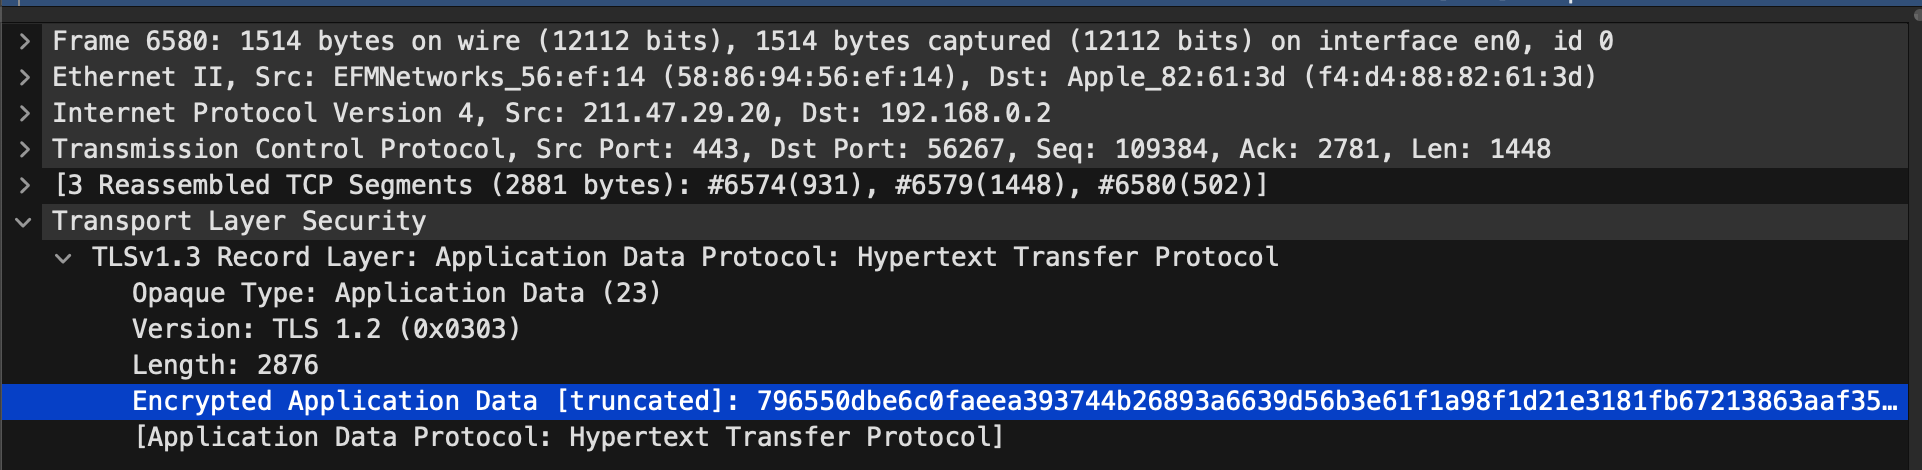 Frame 6580: 1514 bytes on wire (12112 bits), 1514 bytes captured (12112 bits) on interface en0, id 0
Ethernet II, Src: EFMNetworks_56:ef:14 (58:86:94:56:ef:14), Dst: Apple_82:61:3d (f4:d4:88:82:61:3d)
Internet Protocol Version 4, Src: 211.47.29.20, Dst: 192.168.0.2
Transmission Control Protocol, Src Port: 443, Dst Port: 56267, Seq: 109384, Ack: 2781, Len: 1448
[3 Reassembled TCP Segments (2881 bytes): #6574(931), #6579(1448), #6580(502)]
Transport Layer Security
TLSv1.3 Record Layer: Application Data Protocol: Hypertext Transfer Protocol
Opaque Type: Application Data (23)
Version: TLS 1.2 (0x0303)
Length: 2876
Encrypted Application Data [truncated]: 796550dbe6c0faeea393744b26893a6639d56b3e61f1a98f1d21e3181fb67213863aaf35…
[Application Data Protocol: Hypertext Transfer Protocol]